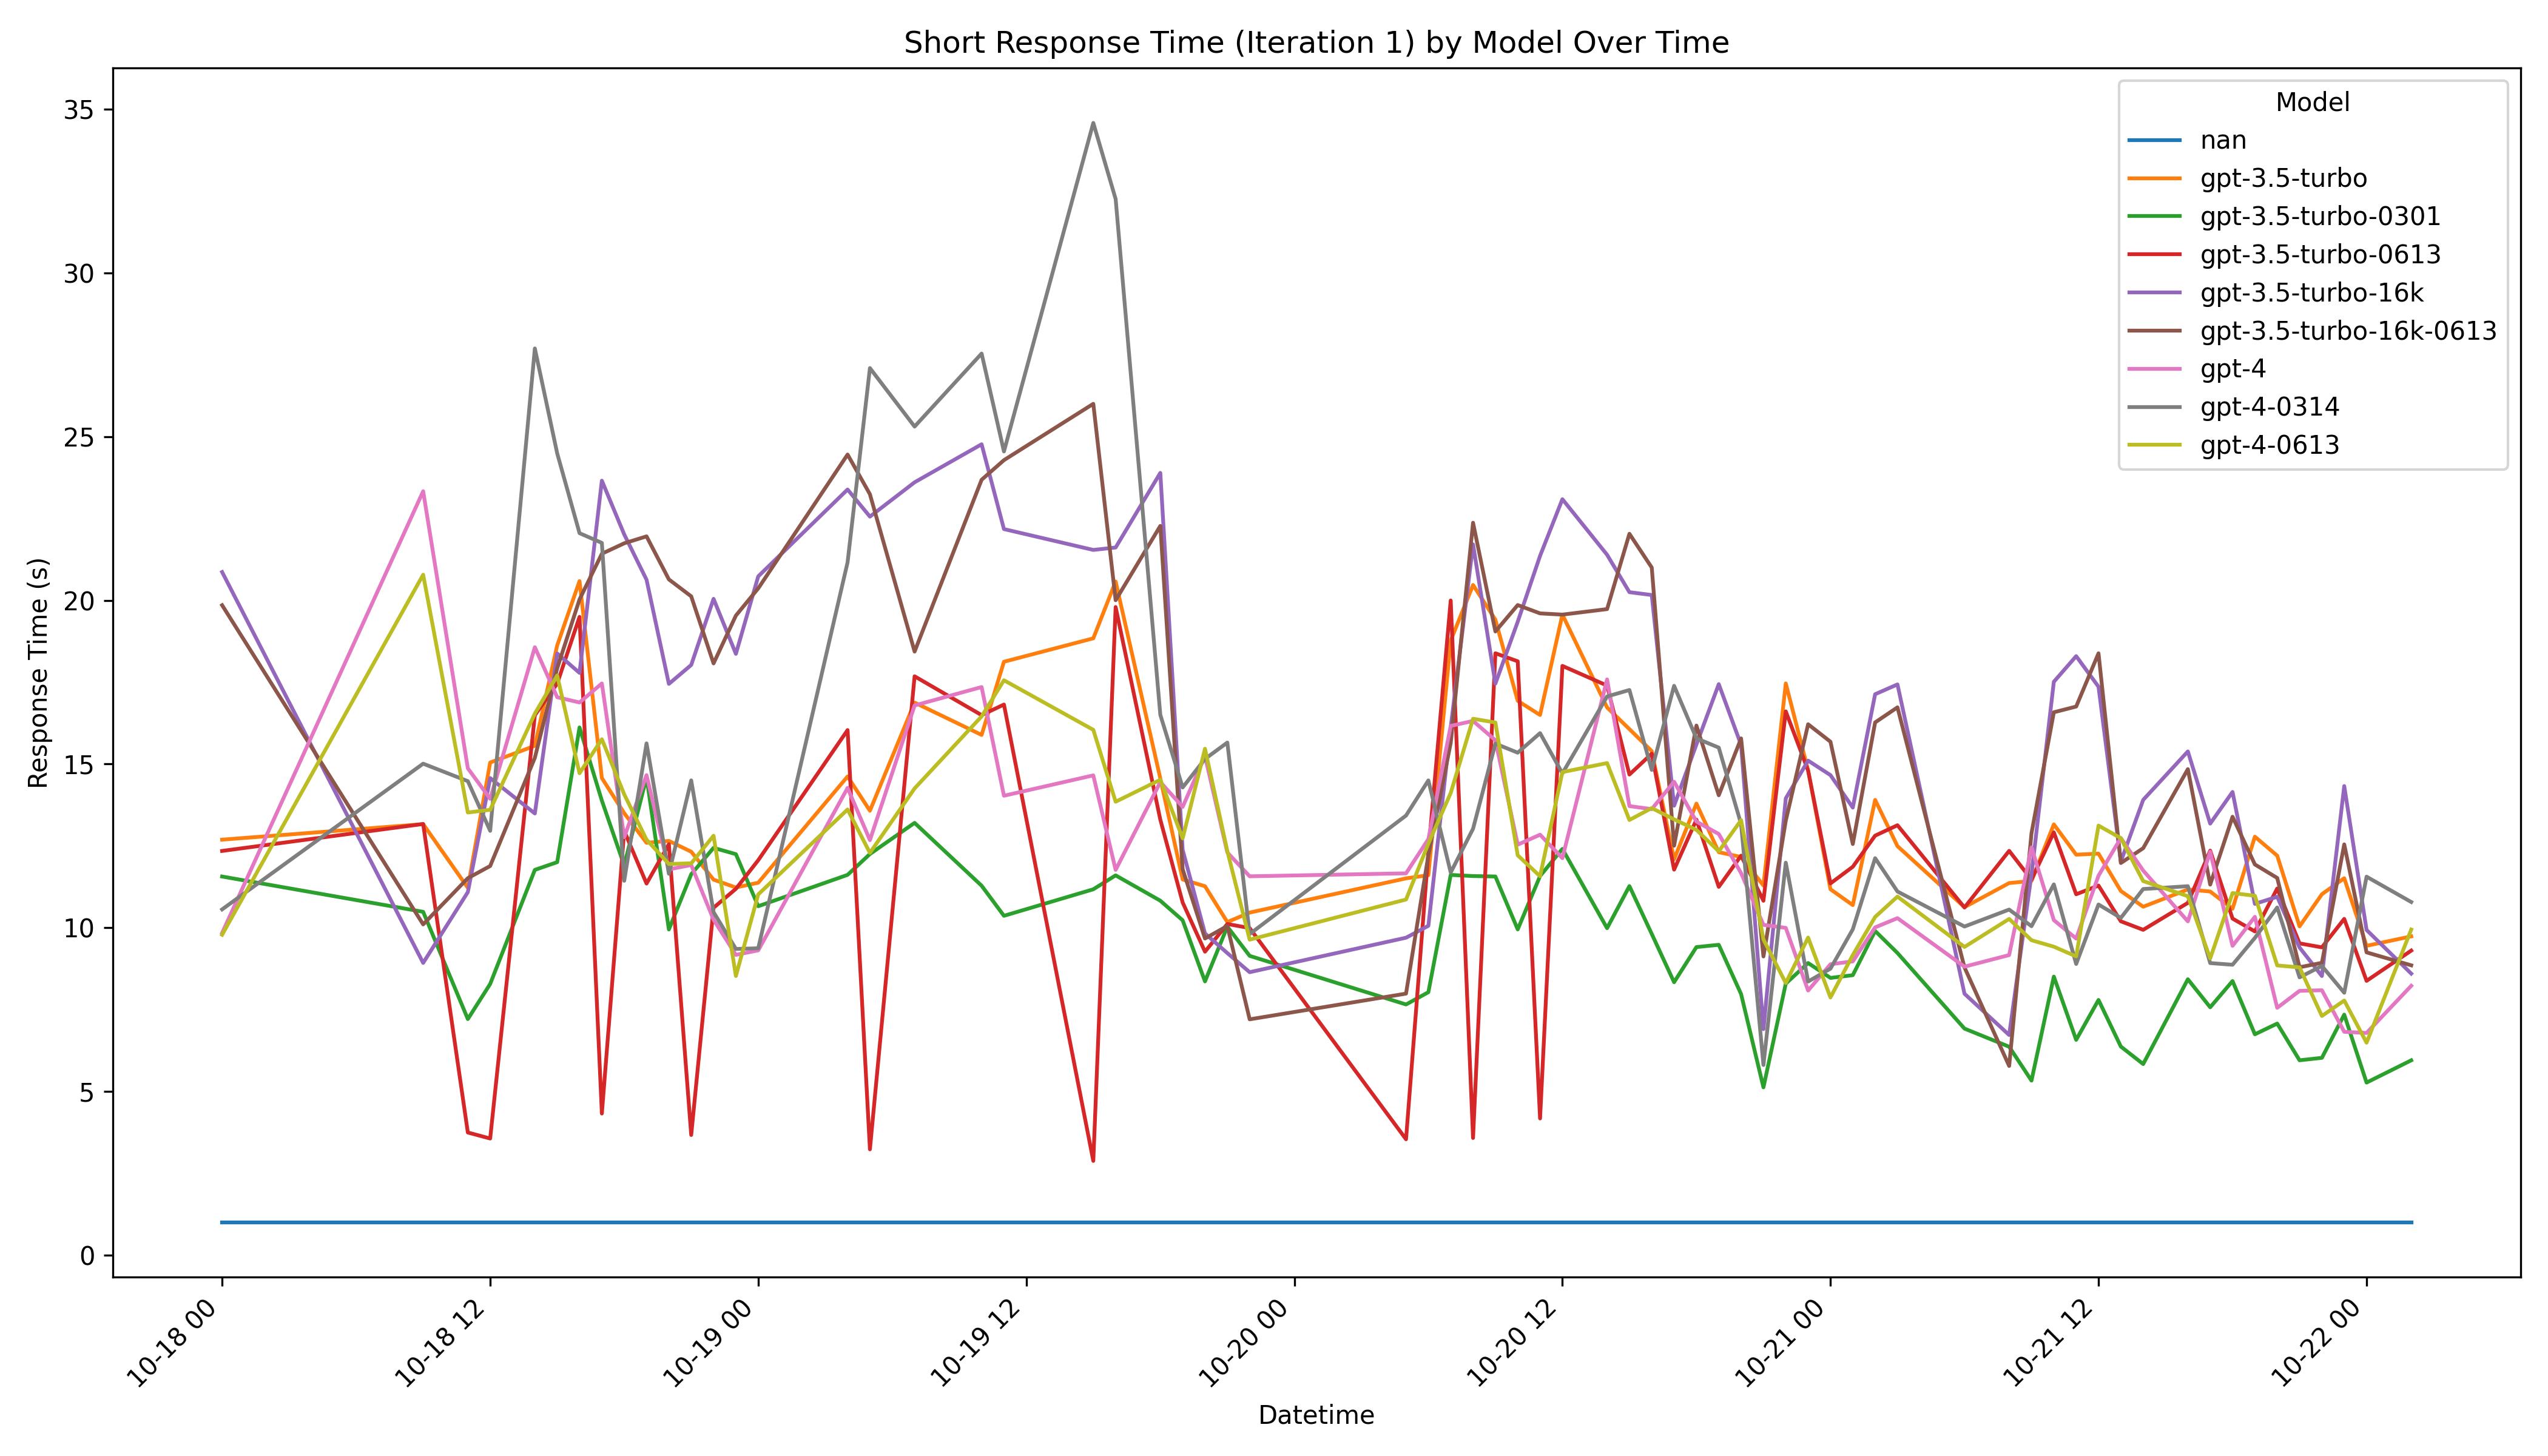 Short Response Time (Iteration 1) by Model Over Time
Model
nan
gpt-3.5-turbo
gpt-3.5-turbo-0301
gpt-3.5-turbo-0613
gpt-3.5-turbo-16k
gpt-3.5-turbo-16k-0613
gpt-4
gpt-4-0314
gpt-4-0613
Response Time (s)
35
30
25
20
15
10
5
0
10-18 00
10-18 12
10-19 00
10-19 12
10-20 00
10-20 12
10-21 00
10-21 12
10-22 00
Datetime